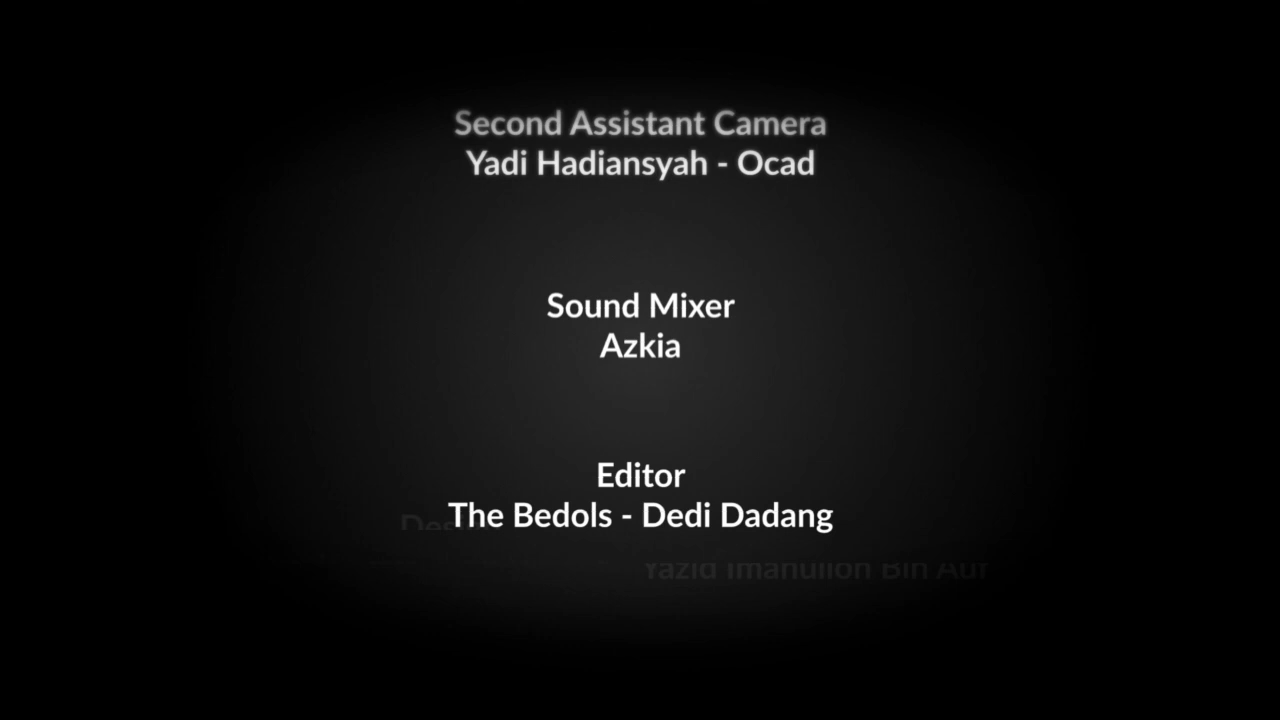 Second Assistant Camera
Yadi Hadiansyah - Ocad
Sound Mixer
Azkia
Editor
The Bedols - Dedi Dadang